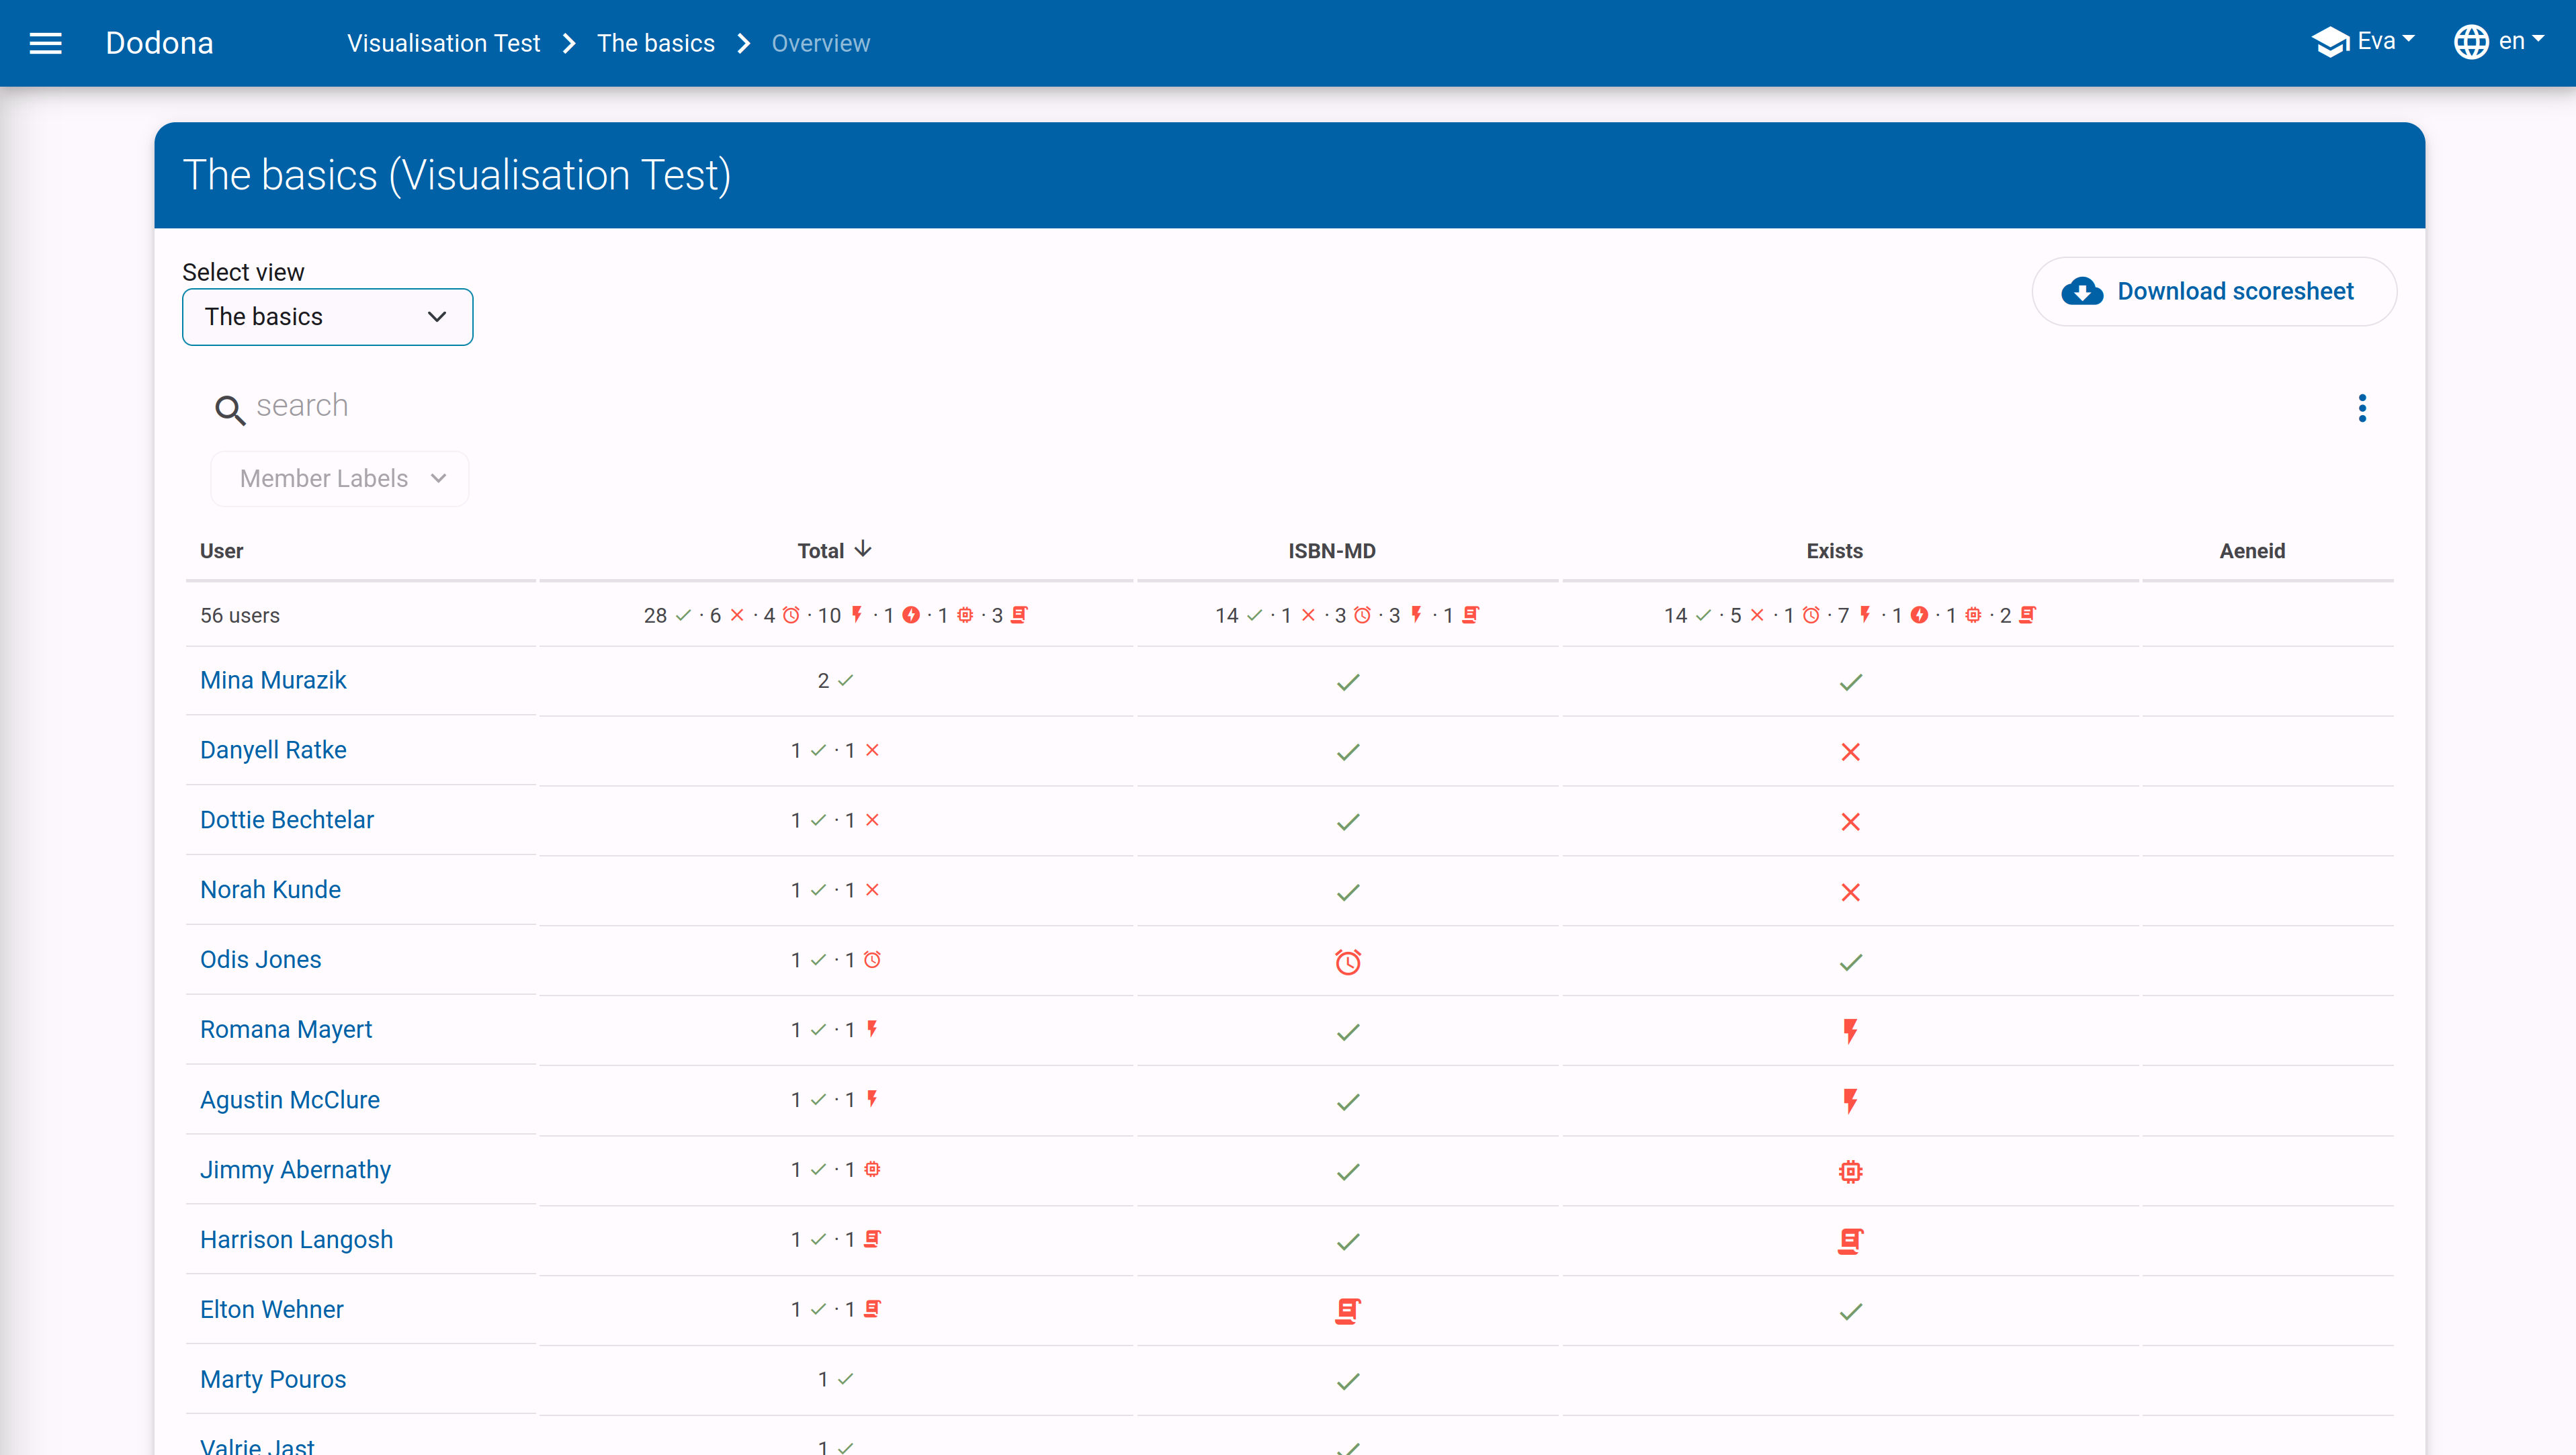 Dodona Visualisation Test The basics Overview Eva en
The basics (Visualisation Test)
Select view
The basics
Download scoresheet
search
Member Labels
User Total ISBN-MD Exists Aeneid
56 users 28 · 6 · 4 · 10 · 1 · 1 · 3 14 · 1 · 3 · 3 · 1 14 · 5 · 1 · 7 · 1 · 1 · 2
Mina Murazik 2
Danyell Ratke 1 · 1
Dottie Bechtelar 1 · 1
Norah Kunde 1 · 1
Odis Jones 1 · 1
Romana Mayert 1 · 1
Agustin McClure 1 · 1
Jimmy Abernathy 1 · 1
Harrison Langosh 1 · 1
Elton Wehner 1 · 1
Marty Pouros 1
Valrie Jast 1